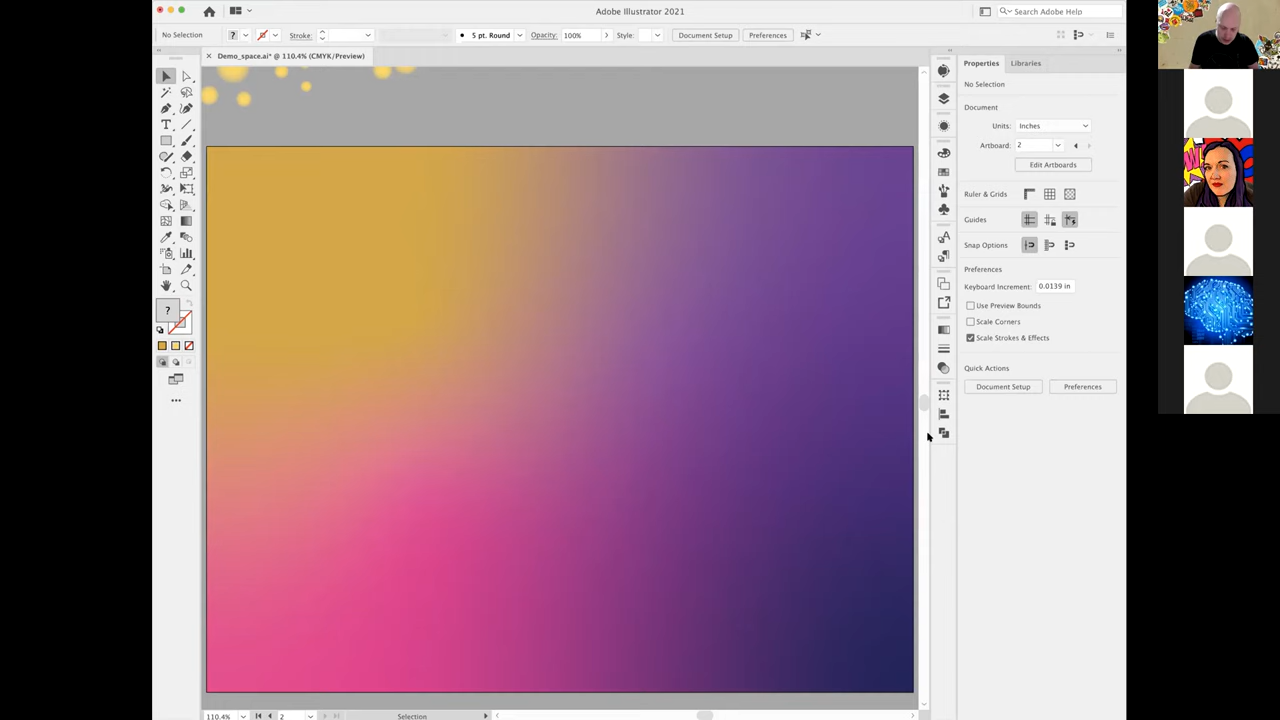 Adobe Illustrator 2021
Search Adobe Help
No Selection
Stroke:
5 pt. Round
Opacity: 100%
Style:
Document Setup
Preferences
Demo_space.ai* @ 110.4% (CMYK/Preview)
Properties
Libraries
No Selection
Document
Units: Inches
Artboard: 2
Edit Artboards
Ruler & Grids
Guides
Snap Options
Preferences
Keyboard Increment: 0.0139 in
Use Preview Bounds
Scale Corners
Scale Strokes & Effects
Quick Actions
Document Setup
Preferences
?
T
?
110.4%
2
Selection